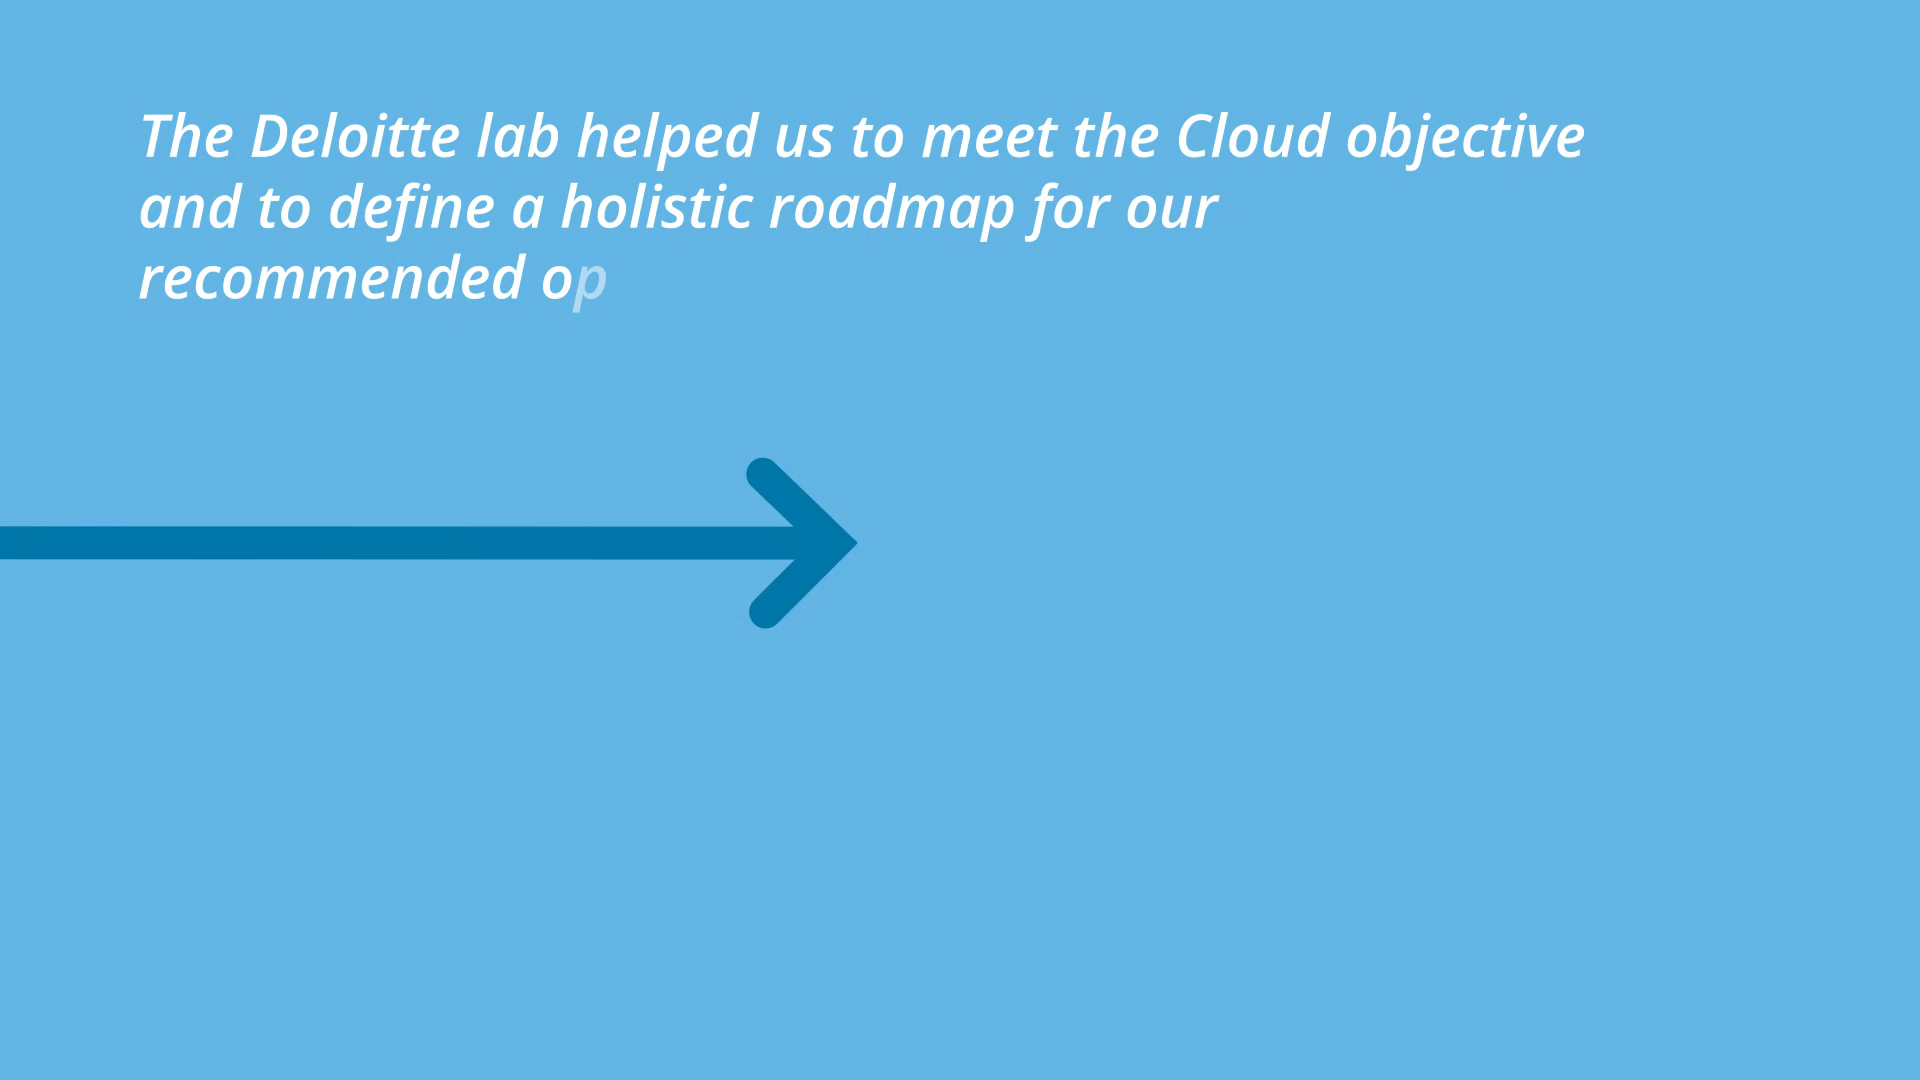 The Deloitte lab helped us to meet the Cloud objective
and to define a holistic roadmap for our
recommended op